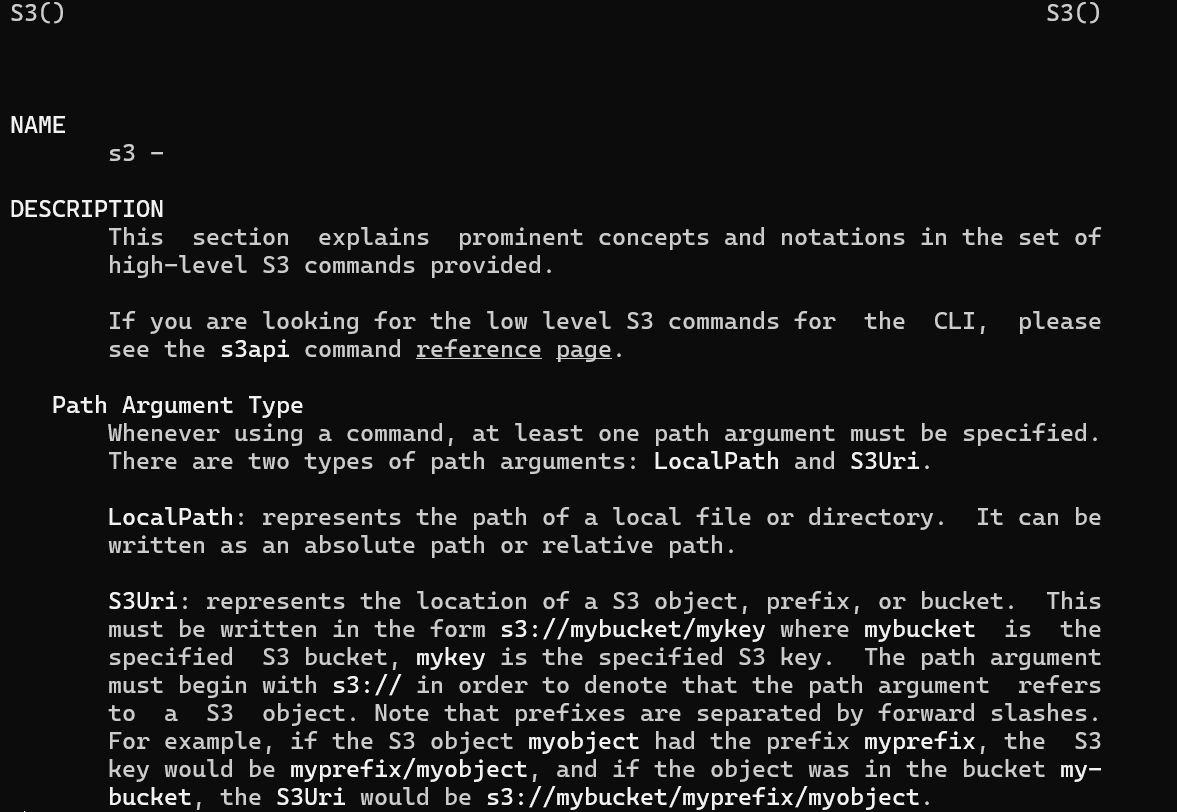 S3() S3()
NAME
s3 -
DESCRIPTION
This section explains prominent concepts and notations in the set of
high-level S3 commands provided.
If you are looking for the low level S3 commands for the CLI, please
see the s3api command reference page.
Path Argument Type
Whenever using a command, at least one path argument must be specified.
There are two types of path arguments: LocalPath and S3Uri.
LocalPath: represents the path of a local file or directory. It can be
written as an absolute path or relative path.
S3Uri: represents the location of a S3 object, prefix, or bucket. This
must be written in the form s3://mybucket/mykey where mybucket is the
specified S3 bucket, mykey is the specified S3 key. The path argument
must begin with s3:// in order to denote that the path argument refers
to a S3 object. Note that prefixes are separated by forward slashes.
For example, if the S3 object myobject had the prefix myprefix, the S3
key would be myprefix/myobject, and if the object was in the bucket my-
bucket, the S3Uri would be s3://mybucket/myprefix/myobject.